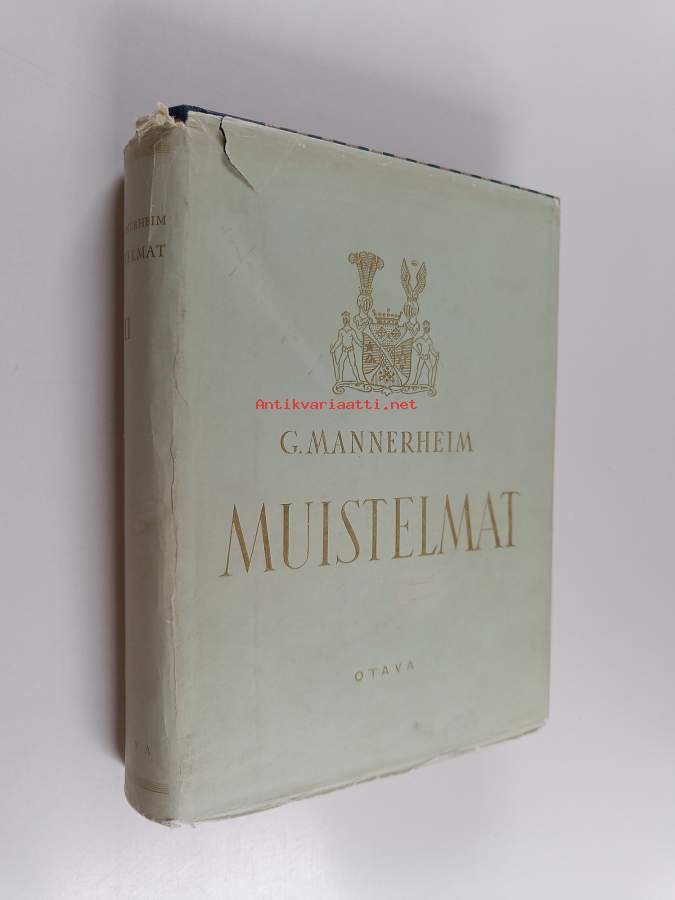 Antikvariaatti.net
G. MANNERHEIM
MUISTELMAT
OTAVA